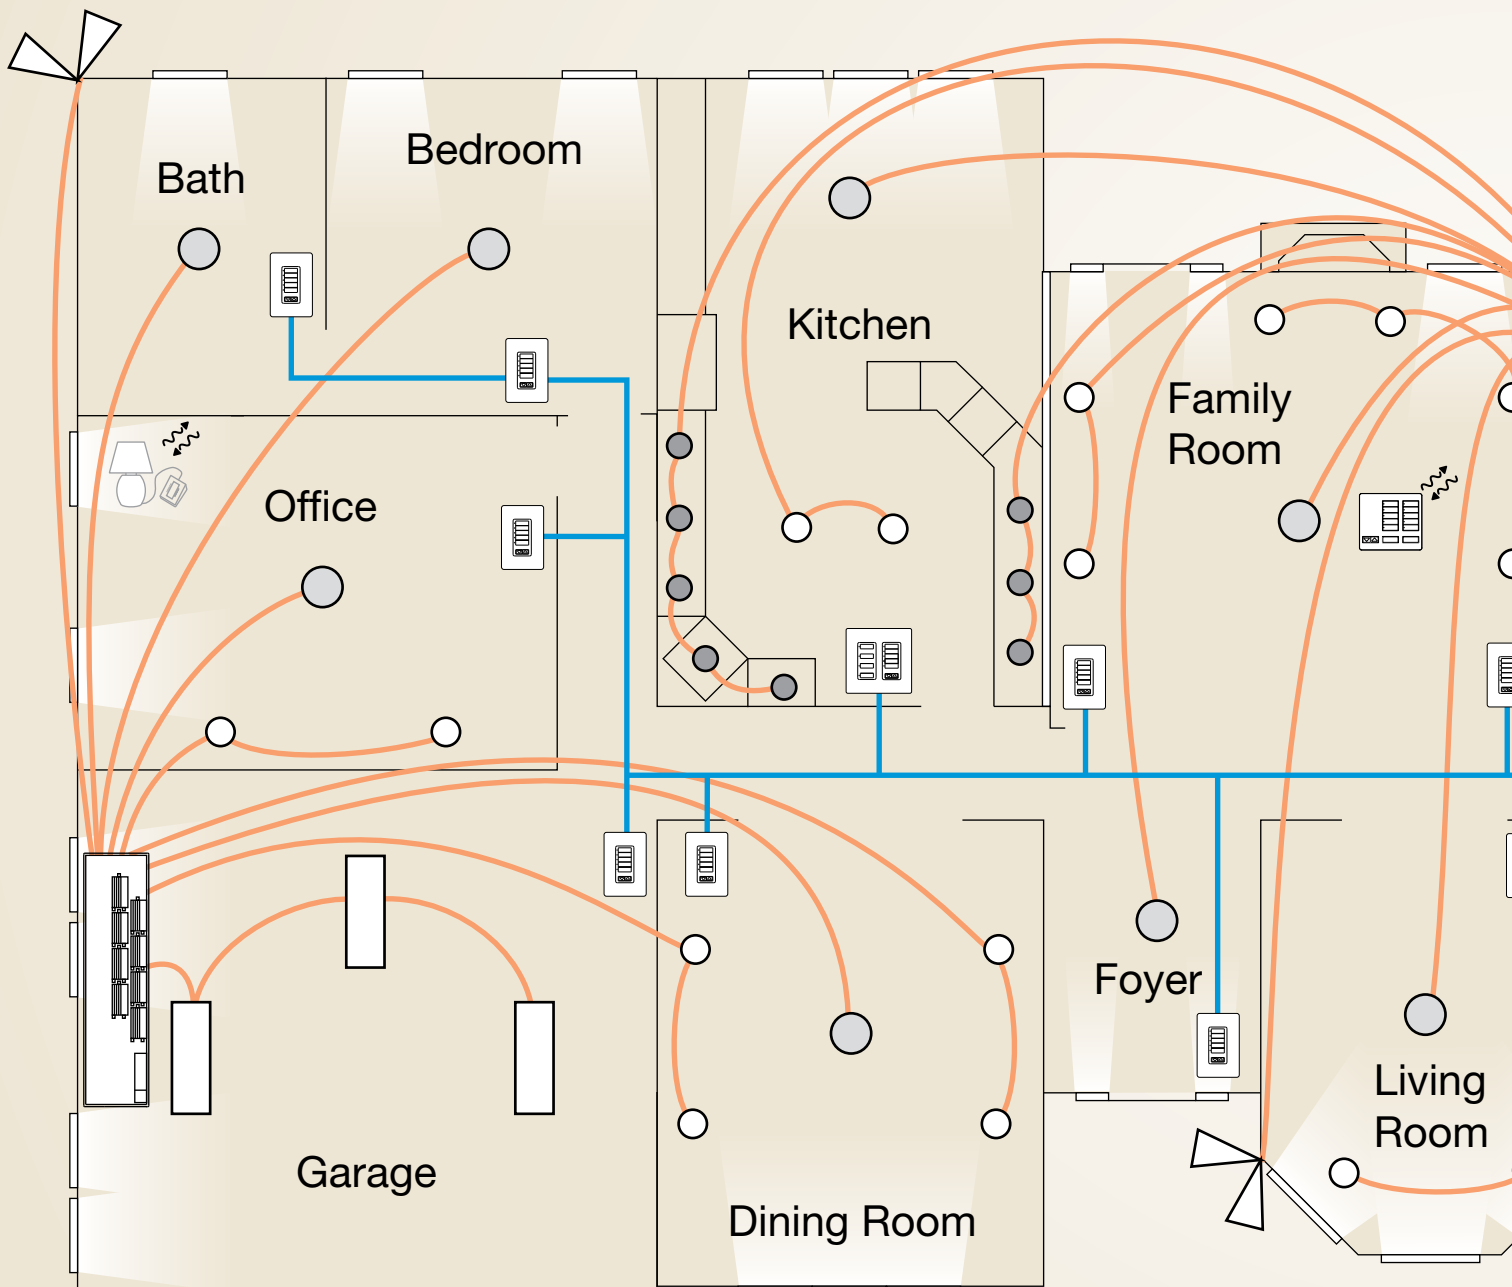 Bath
Bedroom
Kitchen
Family
Room
Office
Foyer
Living
Room
Garage
Dining Room